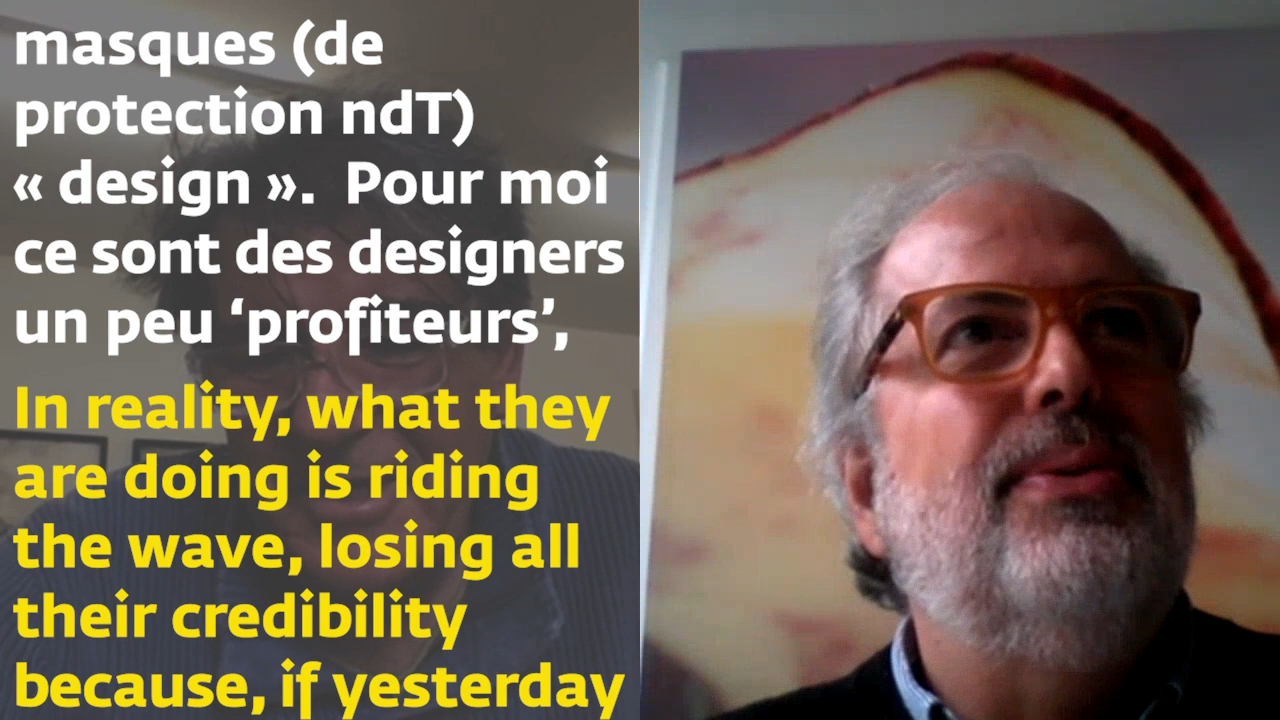 masques (de
protection ndT)
« design ».  Pour moi
ce sont des designers
un peu ‘profiteurs’,
In reality, what they
are doing is riding
the wave, losing all
their credibility
because, if yesterday